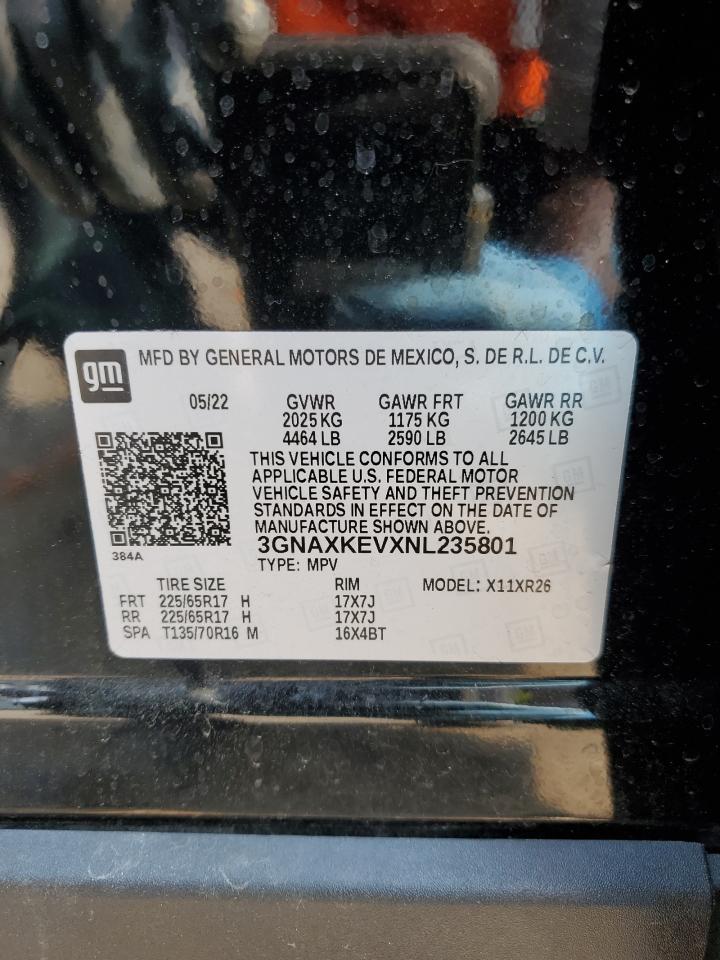 gm
MFD BY GENERAL MOTORS DE MEXICO, S. DE R.L. DE C.V.
05/22 GVWR GAWR FRT GAWR RR
2025 KG 1175 KG 1200 KG
4464 LB 2590 LB 2645 LB
THIS VEHICLE CONFORMS TO ALL
APPLICABLE U.S. FEDERAL MOTOR
VEHICLE SAFETY AND THEFT PREVENTION
STANDARDS IN EFFECT ON THE DATE OF
MANUFACTURE SHOWN ABOVE.
3GNAXKEVXNL235801
384A
TYPE: MPV
TIRE SIZE RIM MODEL: X11XR26
FRT 225/65R17 H 17X7J
RR 225/65R17 H 17X7J
SPA T135/70R16 M 16X4BT